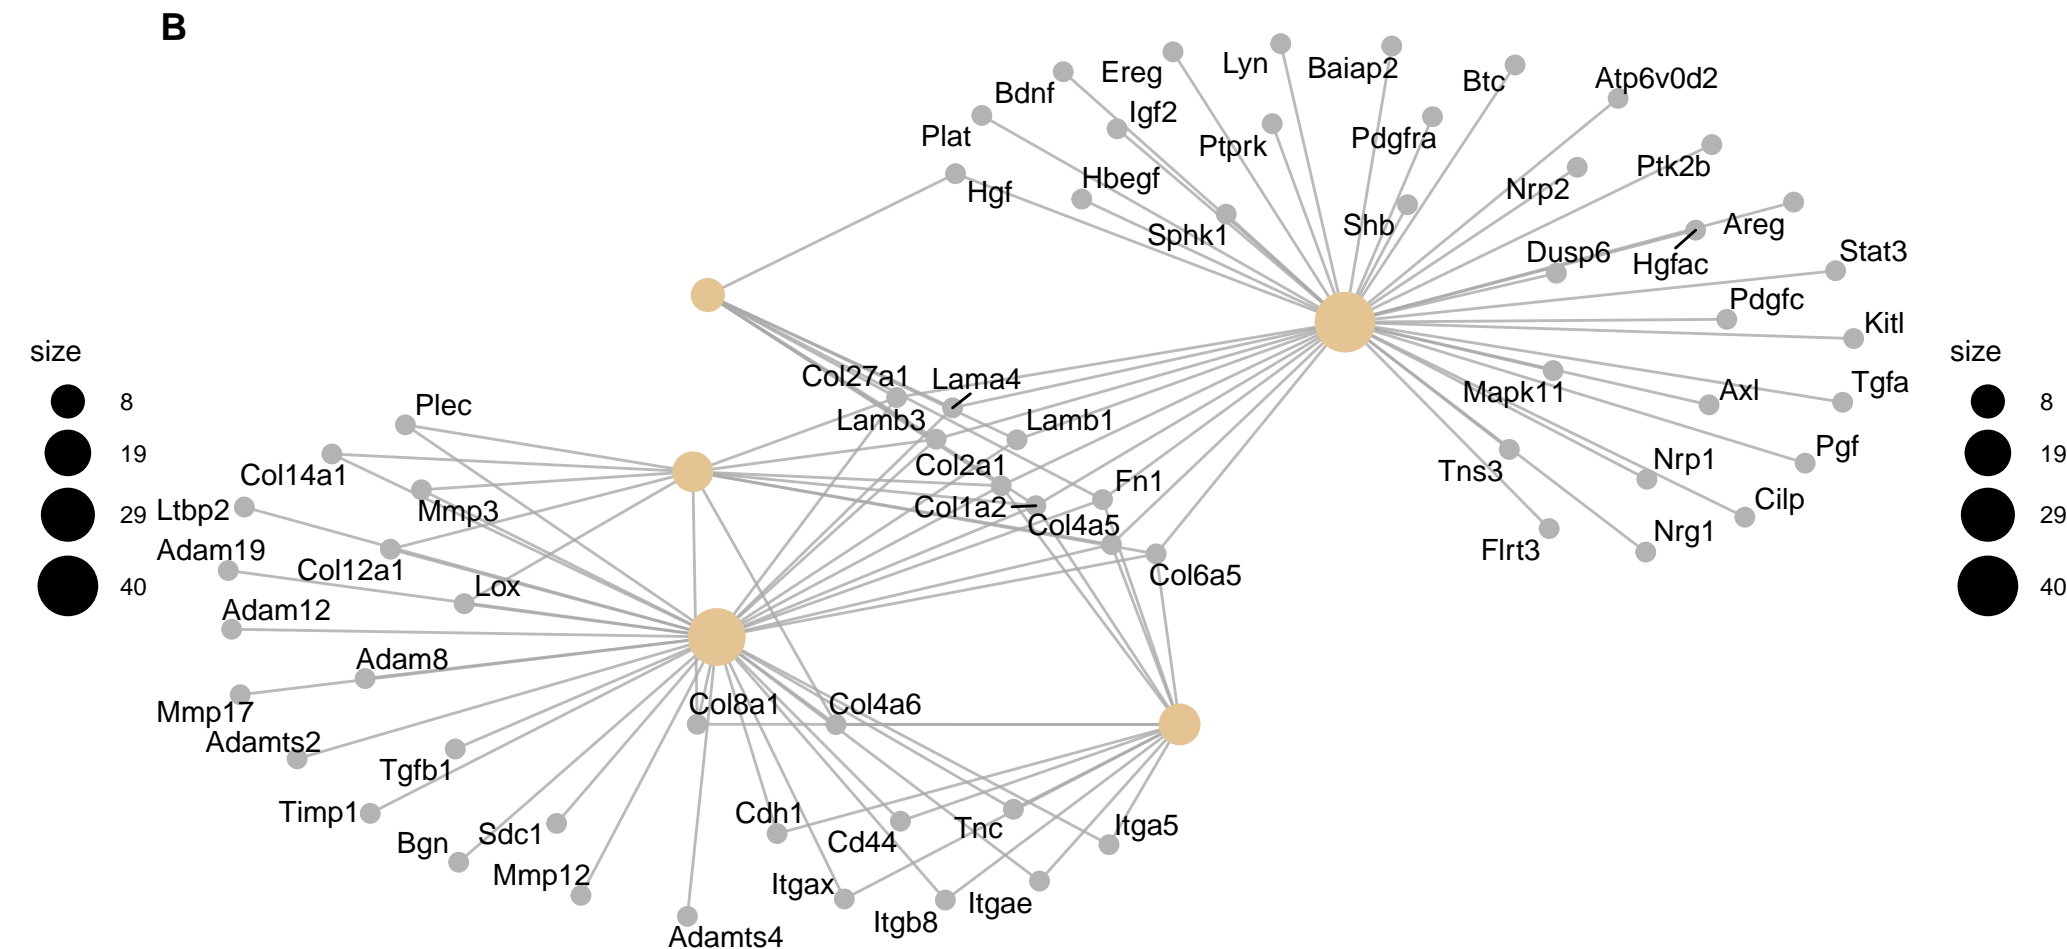 B
Ereg
Lyn
Baiap2
Btc
Atp6v0d2
Bdnf
Igf2
Plat
Ptprk
Pdgfra
Ptk2b
Hbegf
Hgf
Nrp2
Sphk1
Shb
Areg
Dusp6
Hgfac
Stat3
Pdgfc
Kitl
size
8
19
29
40
size
8
19
29
40
Col27a1
Lama4
Mapk11
Axl
Tgfa
Plec
Lamb3
Lamb1
Pgf
Col14a1
Col2a1
Tns3
Nrp1
Fn1
Ltbp2
Mmp3
Col1a2
Cilp
Col4a5
Nrg1
Adam19
Flrt3
Col12a1
Col6a5
Lox
Adam12
Adam8
Mmp17
Col8a1
Col4a6
Adamts2
Tgfb1
Timp1
Cdh1
Itga5
Bgn
Sdc1
Cd44
Tnc
Mmp12
Itgax
Itgae
Itgb8
Adamts4